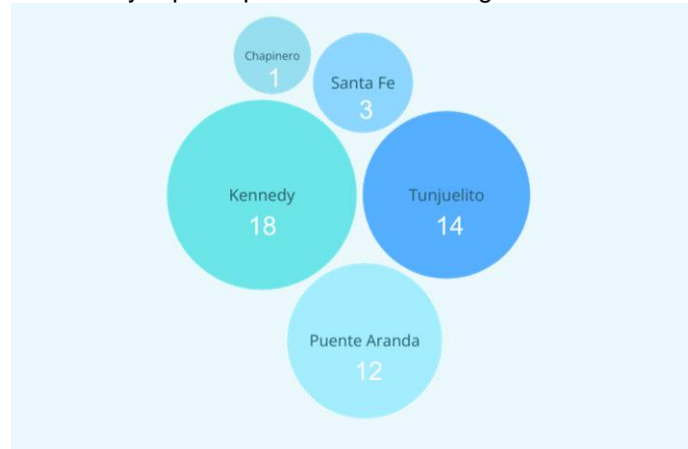 Chapinero
1
Santa Fe
3
Kennedy
18
Tunjuelito
14
Puente Aranda
12